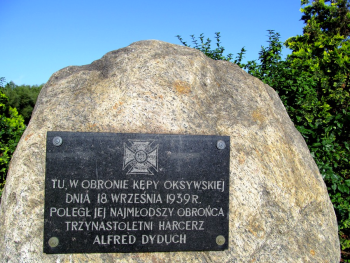 TU, W OBRONIE KĘPY OKSYWSKIEJ
DNIA 18 WRZEŚNIA 1939 R.
POLEGŁ JEJ NAJMŁODSZY OBROŃCA
TRZYNASTOLETNI HARCERZ
ALFRED DYDUCH